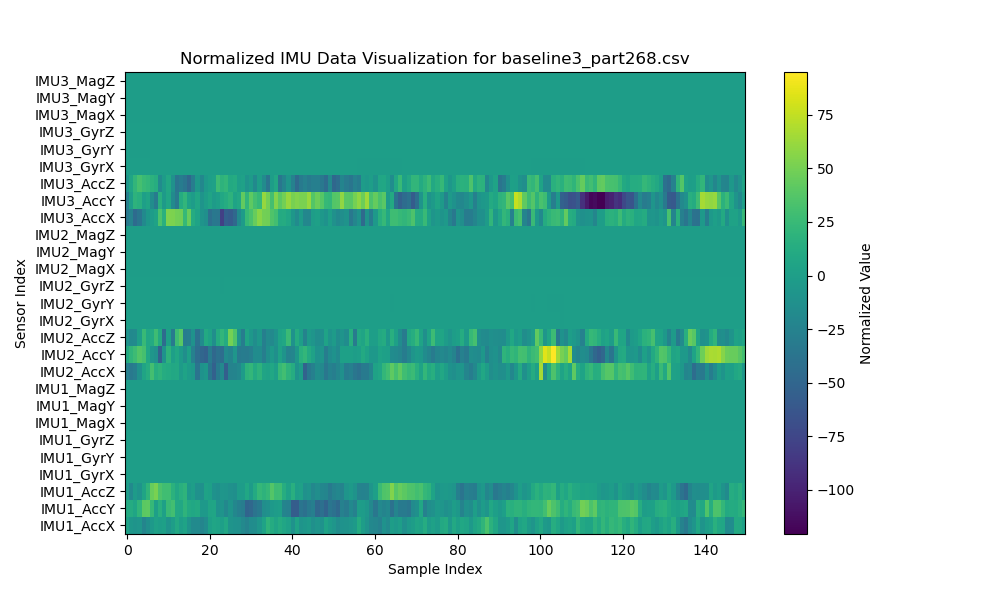 Normalized IMU Data Visualization for baseline3_part268.csv
IMU3_MagZ
IMU3_MagY
IMU3_MagX
IMU3_GyrZ
IMU3_GyrY
IMU3_GyrX
IMU3_AccZ
IMU3_AccY
IMU3_AccX
IMU2_MagZ
IMU2_MagY
IMU2_MagX
IMU2_GyrZ
IMU2_GyrY
IMU2_GyrX
IMU2_AccZ
IMU2_AccY
IMU2_AccX
IMU1_MagZ
IMU1_MagY
IMU1_MagX
IMU1_GyrZ
IMU1_GyrY
IMU1_GyrX
IMU1_AccZ
IMU1_AccY
IMU1_AccX
Sensor Index
0 20 40 60 80 100 120 140
Sample Index
75
50
25
0
−25
−50
−75
−100
Normalized Value